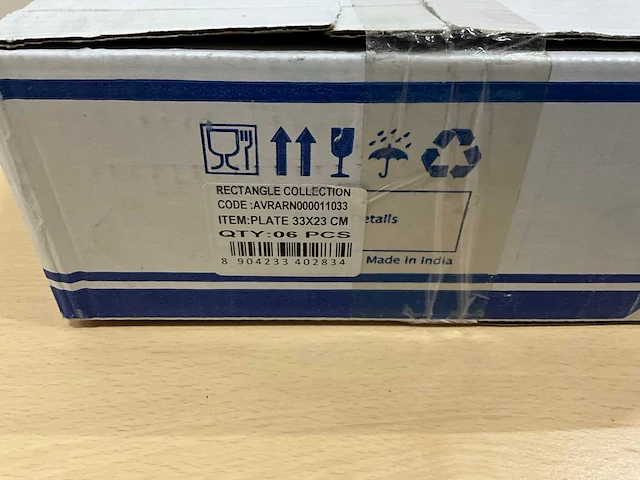 RECTANGLE COLLECTION
CODE :AVRARN000011033
ITEM:PLATE 33X23 CM
QTY:06 PCS
8 904233 402834
etails
Made in India